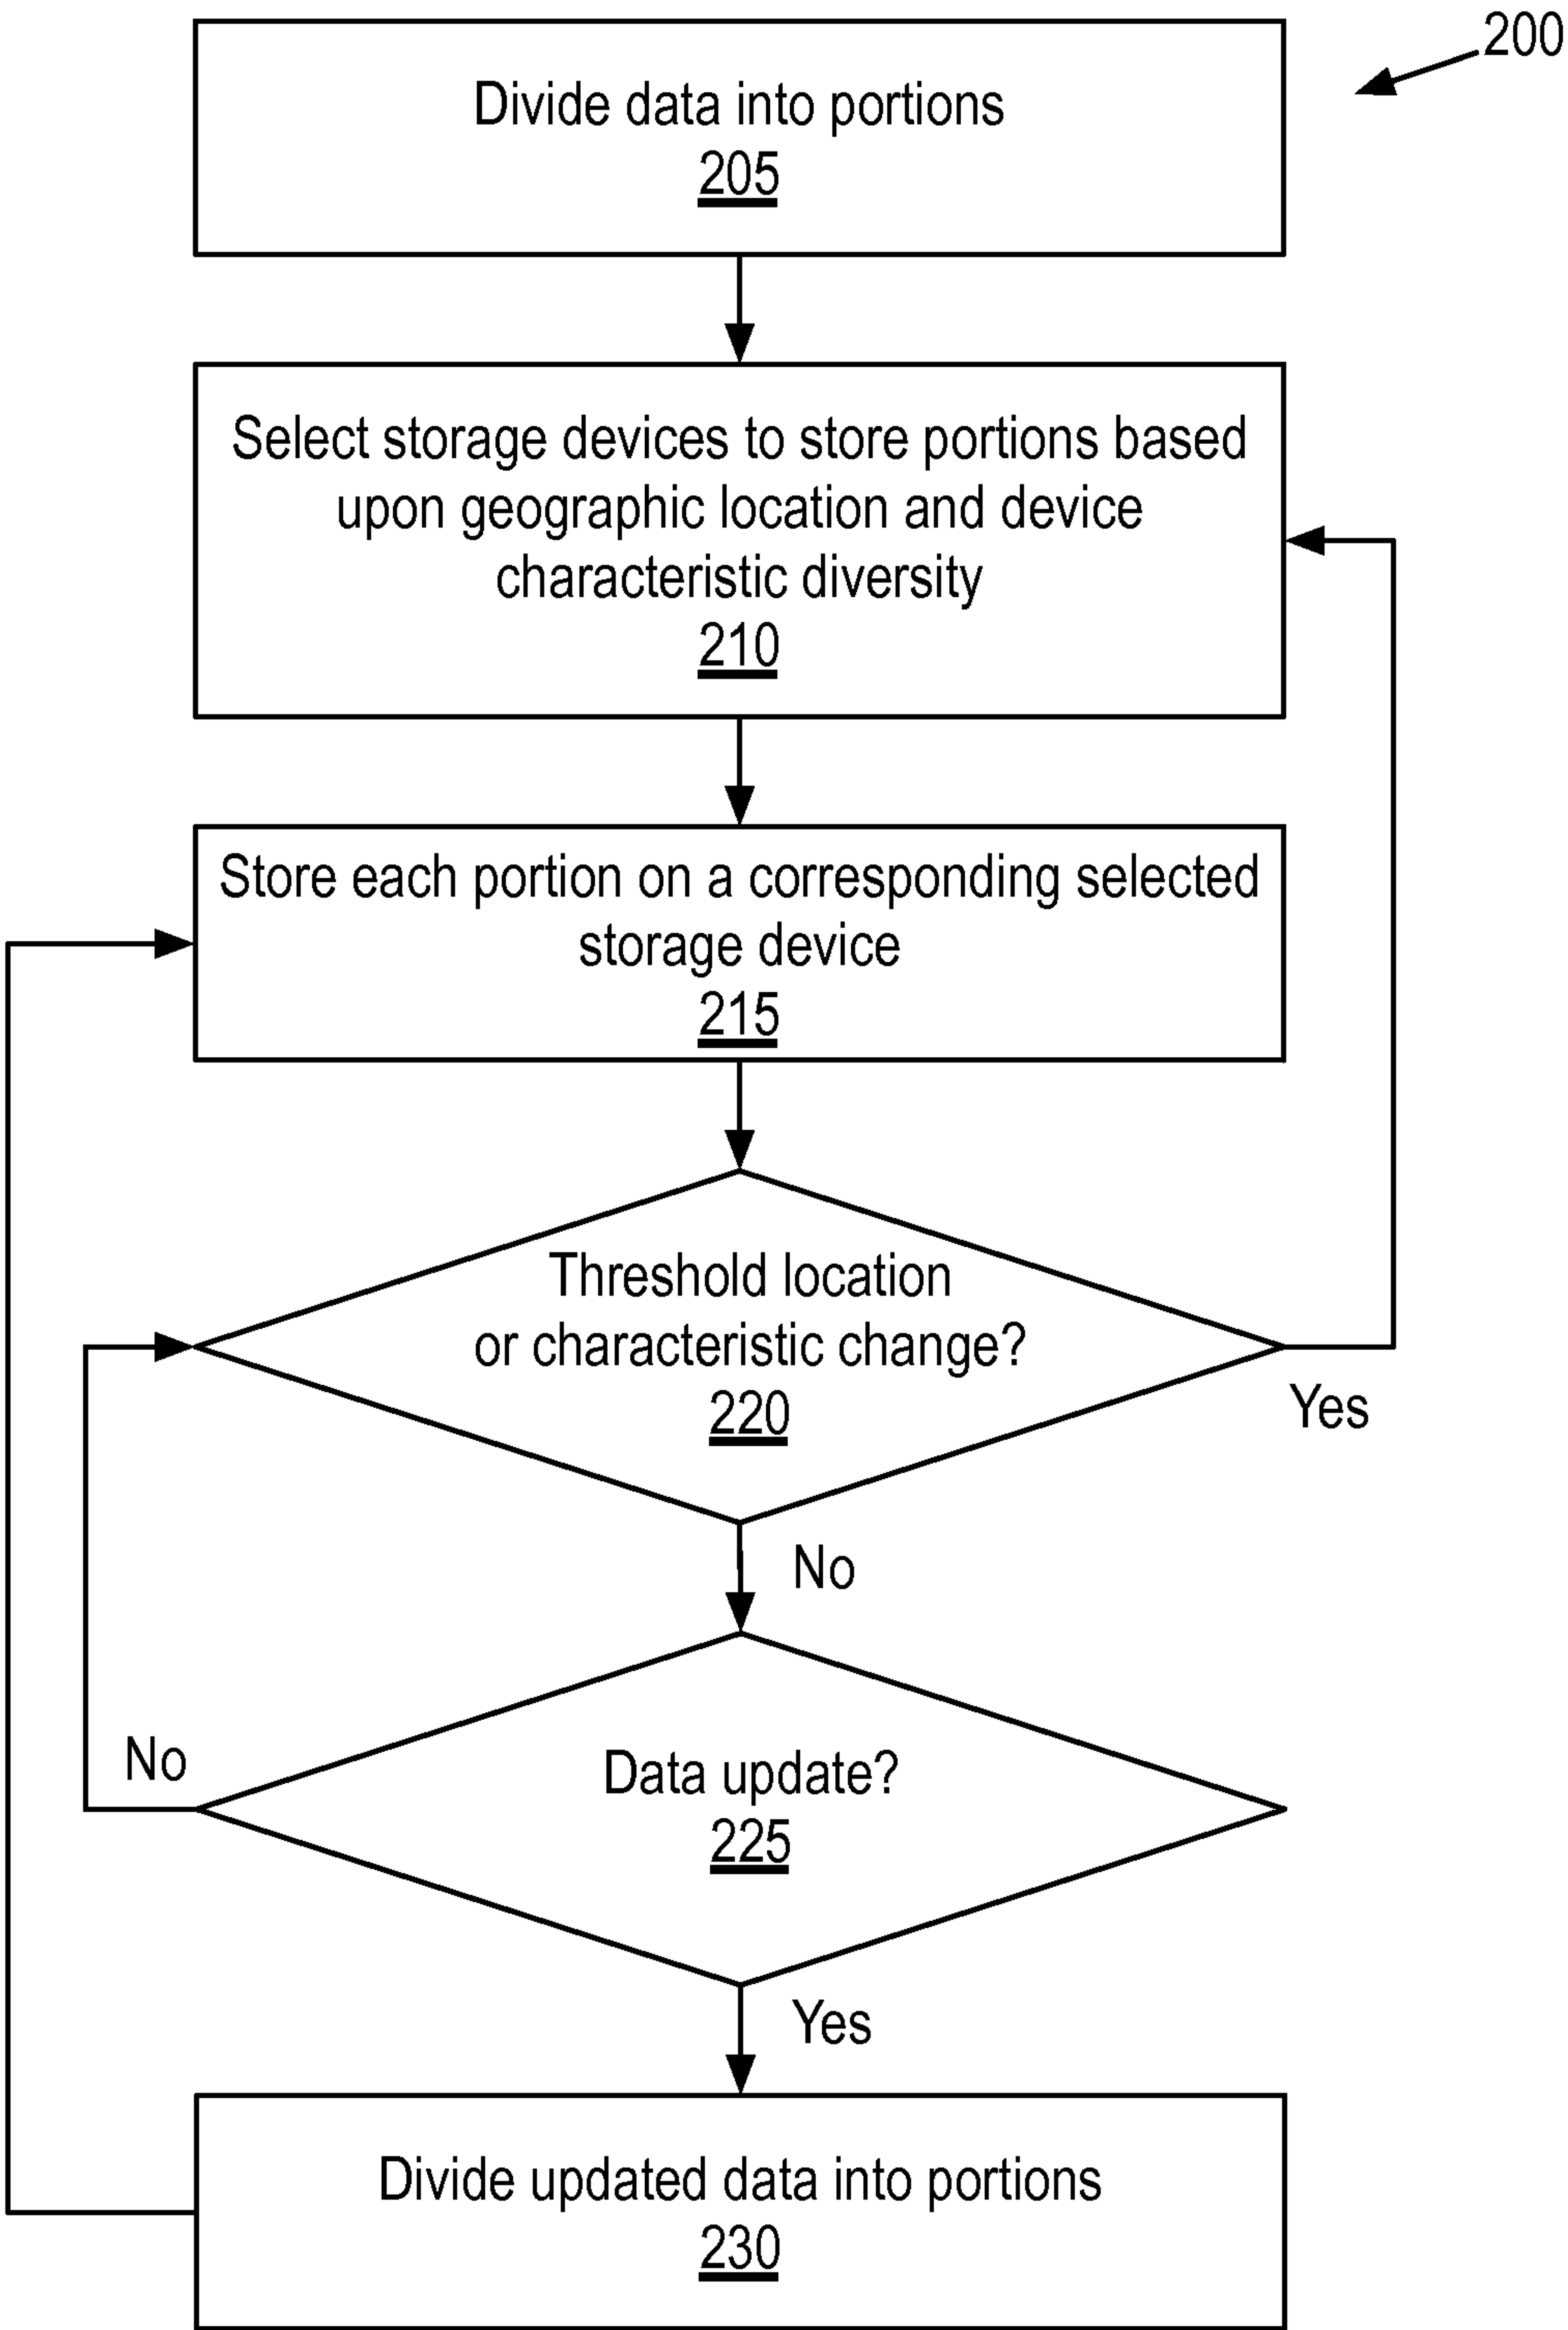 200
Divide data into portions
205
Select storage devices to store portions based
upon geographic location and device
characteristic diversity
210
Store each portion on a corresponding selected
storage device
215
Threshold location
or characteristic change?
220
Yes
No
Data update?
225
No
Yes
Divide updated data into portions
230